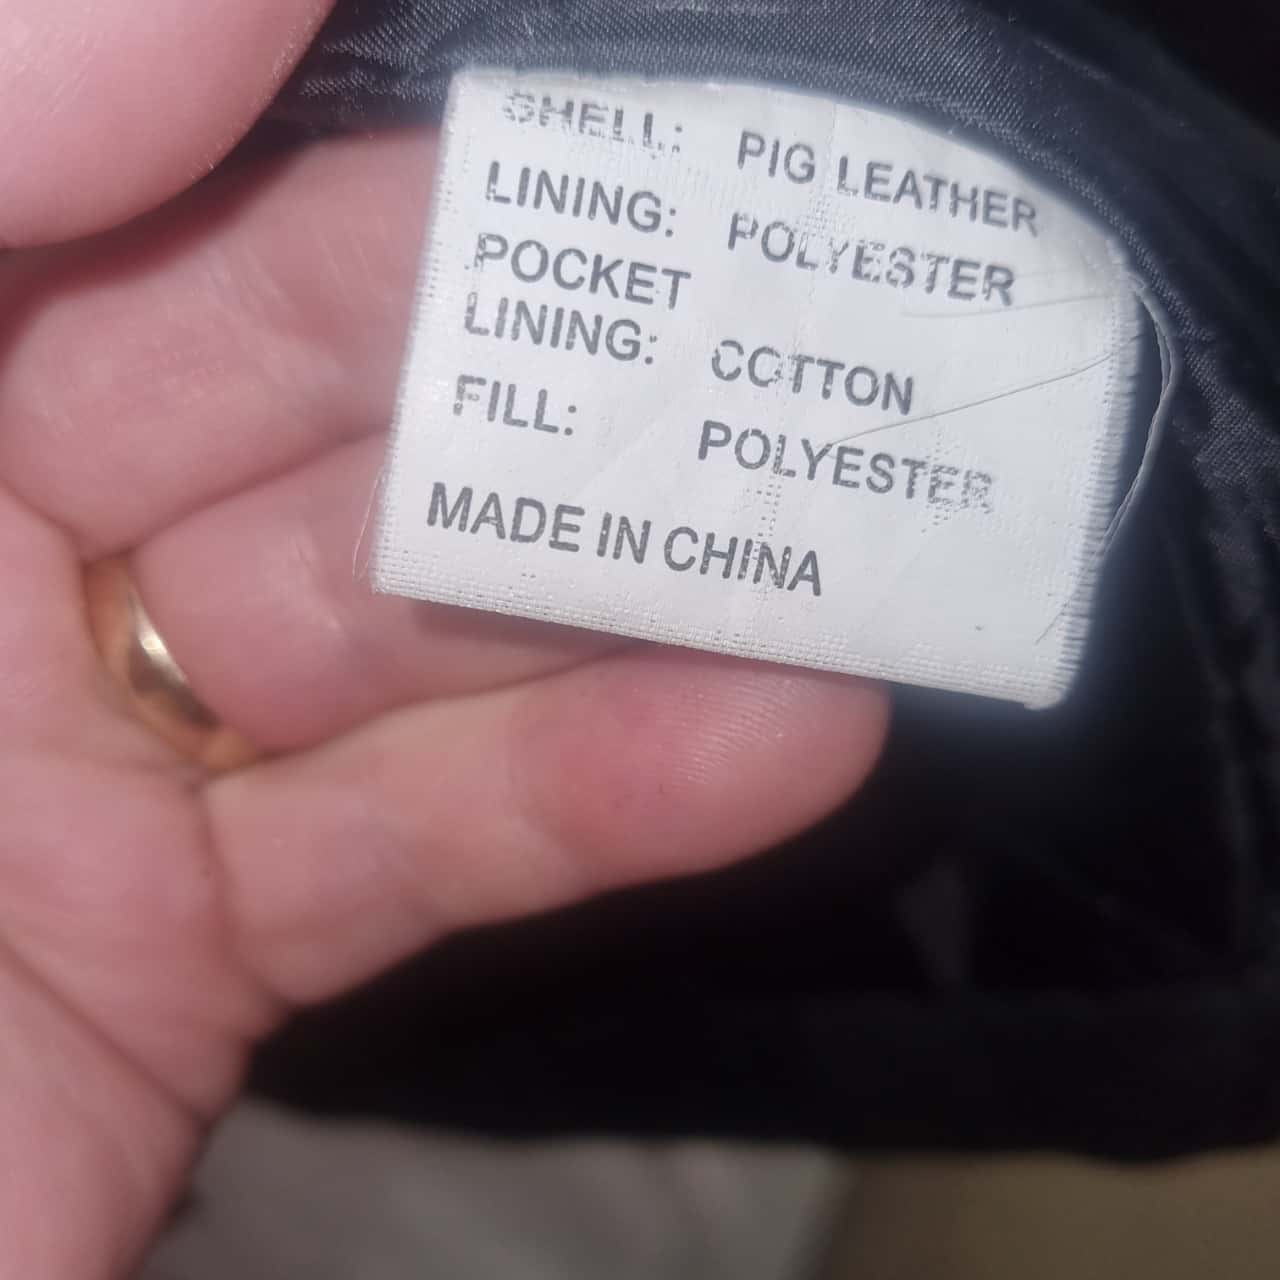 SHELL: PIG LEATHER
LINING: POLYESTER
POCKET
LINING: COTTON
FILL: POLYESTER
MADE IN CHINA